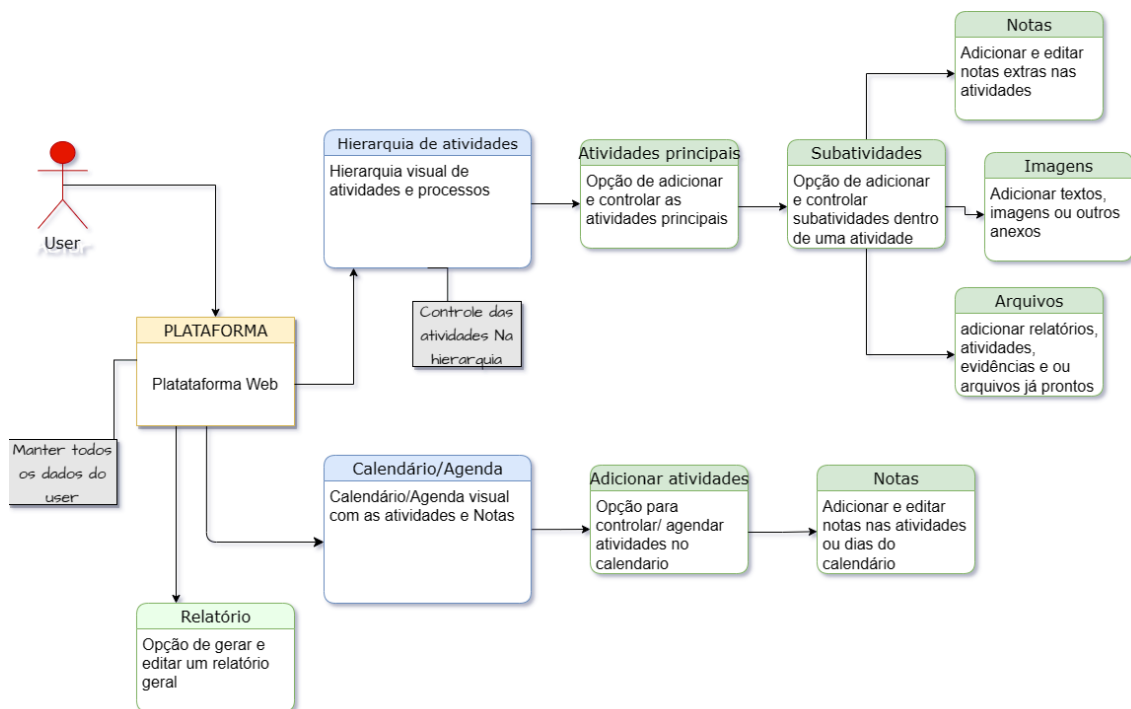 Notas
Adicionar e editar
notas extras nas
atividades
Hierarquia de atividades
Hierarquia visual de
atividades e processos
Atividades principais
Opção de adicionar
e controlar as
atividades principais
Subatividades
Opção de adicionar
e controlar
subatividades dentro
de uma atividade
Imagens
Adicionar textos,
imagens ou outros
anexos
User
Controle das
atividades Na
hierarquia
Arquivos
adicionar relatórios,
atividades,
evidências e ou
arquivos já prontos
PLATAFORMA
Platataforma Web
Manter todos
os dados do
user
Calendário/Agenda
Calendário/Agenda visual
com as atividades e Notas
Adicionar atividades
Opção para
controlar/ agendar
atividades no
calendario
Notas
Adicionar e editar
notas nas atividades
ou dias do
calendário
Relatório
Opção de gerar e
editar um relatório
geral